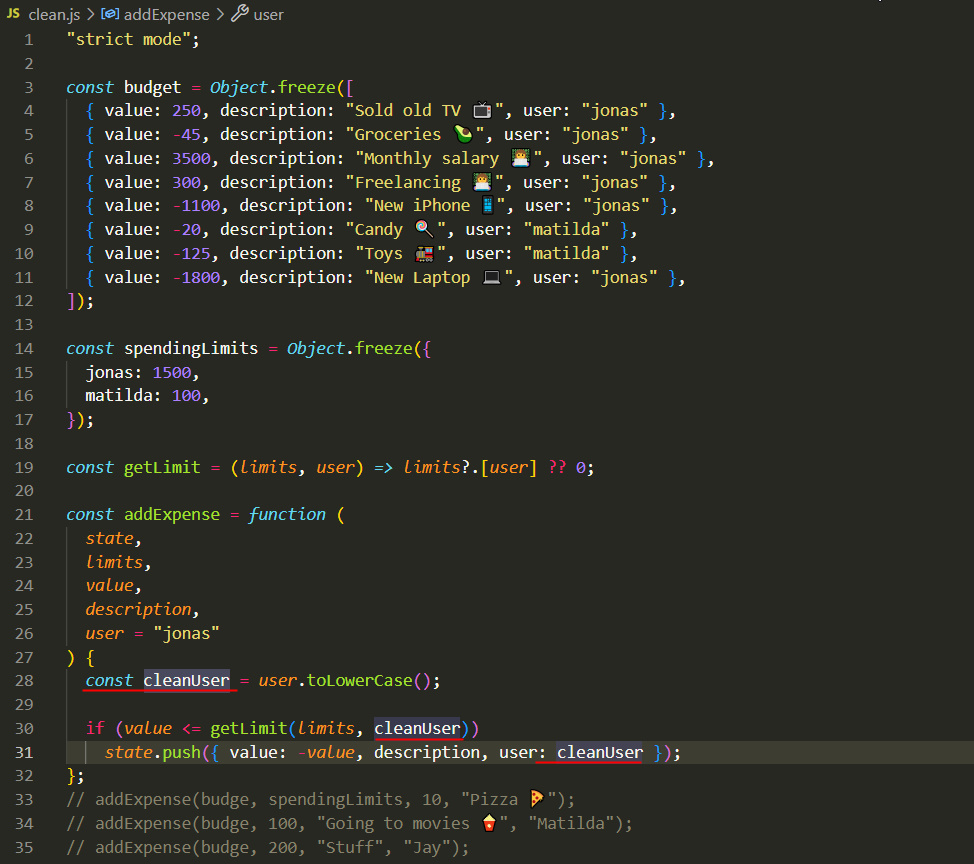 JS clean.js > addExpense > user
1 "strict mode";
2
3 const budget = Object.freeze([
4 { value: 250, description: "Sold old TV 📺", user: "jonas" },
5 { value: -45, description: "Groceries 🥑", user: "jonas" },
6 { value: 3500, description: "Monthly salary 👩‍💻", user: "jonas" },
7 { value: 300, description: "Freelancing 👩‍💻", user: "jonas" },
8 { value: -1100, description: "New iPhone 📱", user: "jonas" },
9 { value: -20, description: "Candy 🍭", user: "matilda" },
10 { value: -125, description: "Toys 🚂", user: "matilda" },
11 { value: -1800, description: "New Laptop 💻", user: "jonas" },
12 ]);
13
14 const spendingLimits = Object.freeze({
15 jonas: 1500,
16 matilda: 100,
17 });
18
19 const getLimit = (limits, user) => limits?.[user] ?? 0;
20
21 const addExpense = function (
22 state,
23 limits,
24 value,
25 description,
26 user = "jonas"
27 ) {
28 const cleanUser = user.toLowerCase();
29
30 if (value <= getLimit(limits, cleanUser))
31 state.push({ value: -value, description, user: cleanUser });
32 };
33 // addExpense(budge, spendingLimits, 10, "Pizza 🍕");
34 // addExpense(budge, 100, "Going to movies 🍿", "Matilda");
35 // addExpense(budge, 200, "Stuff", "Jay");